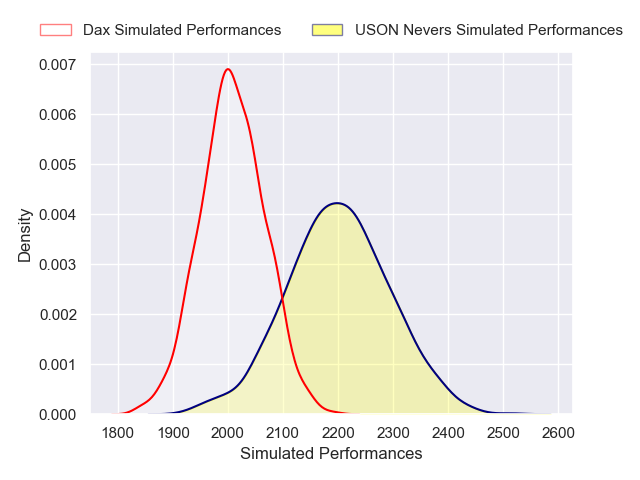 Dax Simulated Performances
USON Nevers Simulated Performances
0.007
0.006
0.005
0.004
0.003
0.002
0.001
0.000
Density
1800 1900 2000 2100 2200 2300 2400 2500 2600
Simulated Performances